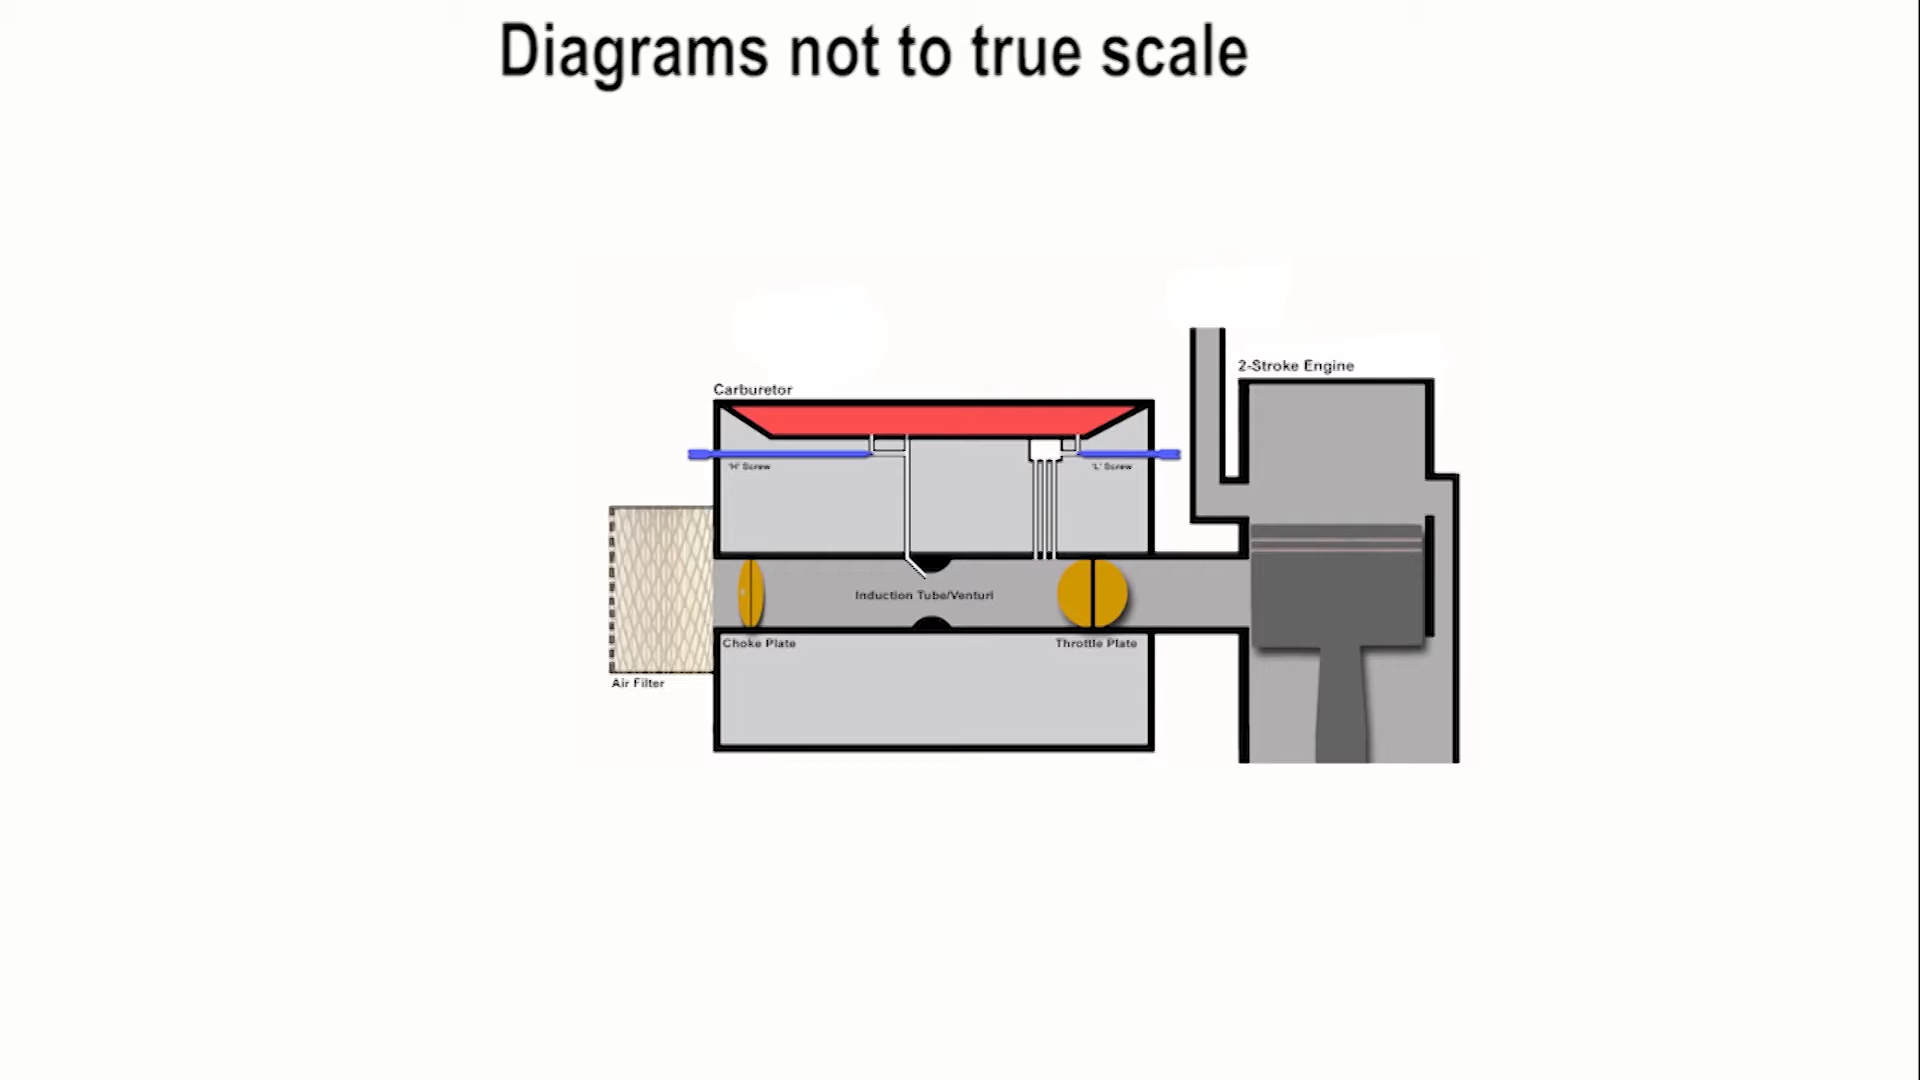 Diagrams not to true scale
2-Stroke Engine
Carburetor
'H' Screw
'L' Screw
Induction Tube/Venturi
Choke Plate
Throttle Plate
Air Filter